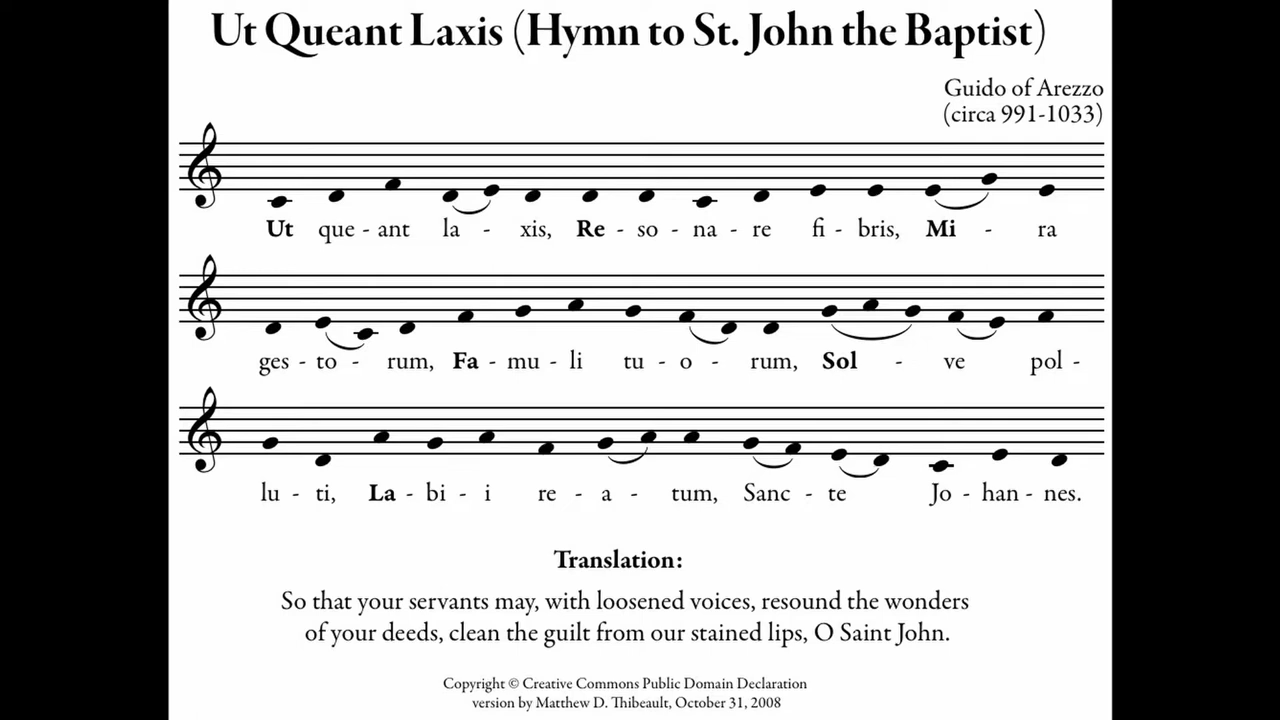 Ut Queant Laxis (Hymn to St. John the Baptist)
Guido of Arezzo
(circa 991-1033)
Ut que - ant la - xis, Re - so - na - re fi - bris, Mi - ra
ges - to - rum, Fa - mu - li tu - o - rum, Sol - ve pol -
lu - ti, La - bi - i re - a - tum, Sanc - te Jo - han - nes.
Translation:
So that your servants may, with loosened voices, resound the wonders
of your deeds, clean the guilt from our stained lips, O Saint John.
Copyright © Creative Commons Public Domain Declaration
version by Matthew D. Thibeault, October 31, 2008